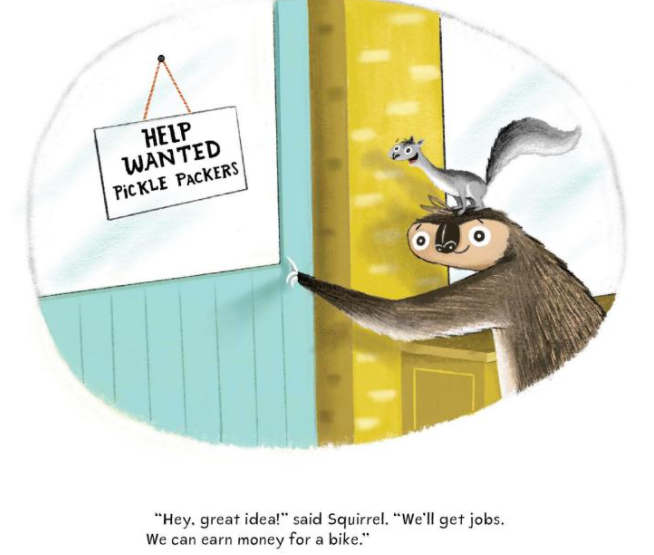 HELP
WANTED
PiCKLE PACKERS
“Hey, great idea!” said Squirrel. “We’ll get jobs.
We can earn money for a bike.”